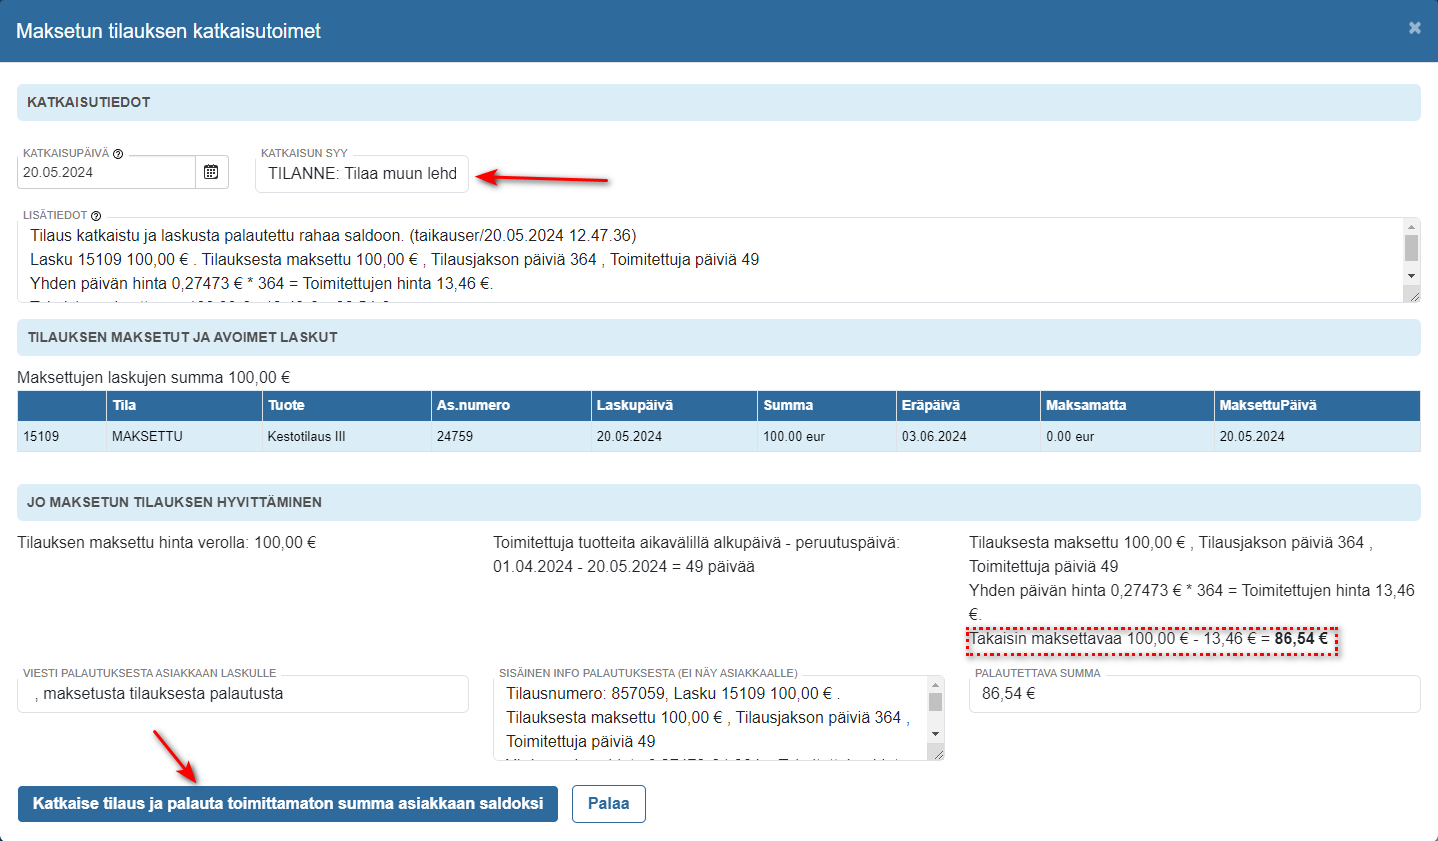 Maksetun tilauksen katkaisutoimet
KATKAISUTIEDOT
KATKAISUPÄIVÄ
20.05.2024
KATKAISUN SYY
TILANNE: Tilaa muun lehd
LISÄTIEDOT
Tilaus katkaistu ja laskusta palautettu rahaa saldoon. (taikauser/20.05.2024 12.47.36)
Lasku 15109 100,00 € . Tilauksesta maksettu 100,00 € , Tilausjakson päiviä 364 , Toimitettuja päiviä 49
Yhden päivän hinta 0,27473 € * 364 = Toimitettujen hinta 13,46 €.
TILAUKSEN MAKSETUT JA AVOIMET LASKUT
Maksettujen laskujen summa 100,00 €
Tila Tuote As.numero Laskupäivä Summa Eräpäivä Maksamatta MaksettuPäivä
15109 MAKSETTU Kestotilaus III 24759 20.05.2024 100.00 eur 03.06.2024 0.00 eur 20.05.2024
JO MAKSETUN TILAUKSEN HYVITTÄMINEN
Tilauksen maksettu hinta verolla: 100,00 €
Toimitettuja tuotteita aikavälillä alkupäivä - peruutuspäivä:
01.04.2024 - 20.05.2024 = 49 päivää
Tilauksesta maksettu 100,00 € , Tilausjakson päiviä 364 ,
Toimitettuja päiviä 49
Yhden päivän hinta 0,27473 € * 364 = Toimitettujen hinta 13,46
€.
Takaisin maksettavaa 100,00 € - 13,46 € = 86,54 €
VIESTI PALAUTUKSESTA ASIAKKAAN LASKULLE
, maksetusta tilauksesta palautusta
SISÄINEN INFO PALAUTUKSESTA (EI NÄY ASIAKKAALLE)
Tilausnumero: 857059, Lasku 15109 100,00 € .
Tilauksesta maksettu 100,00 € , Tilausjakson päiviä 364 ,
Toimitettuja päiviä 49
PALAUTETTAVA SUMMA
86,54 €
Katkaise tilaus ja palauta toimittamaton summa asiakkaan saldoksi
Palaa